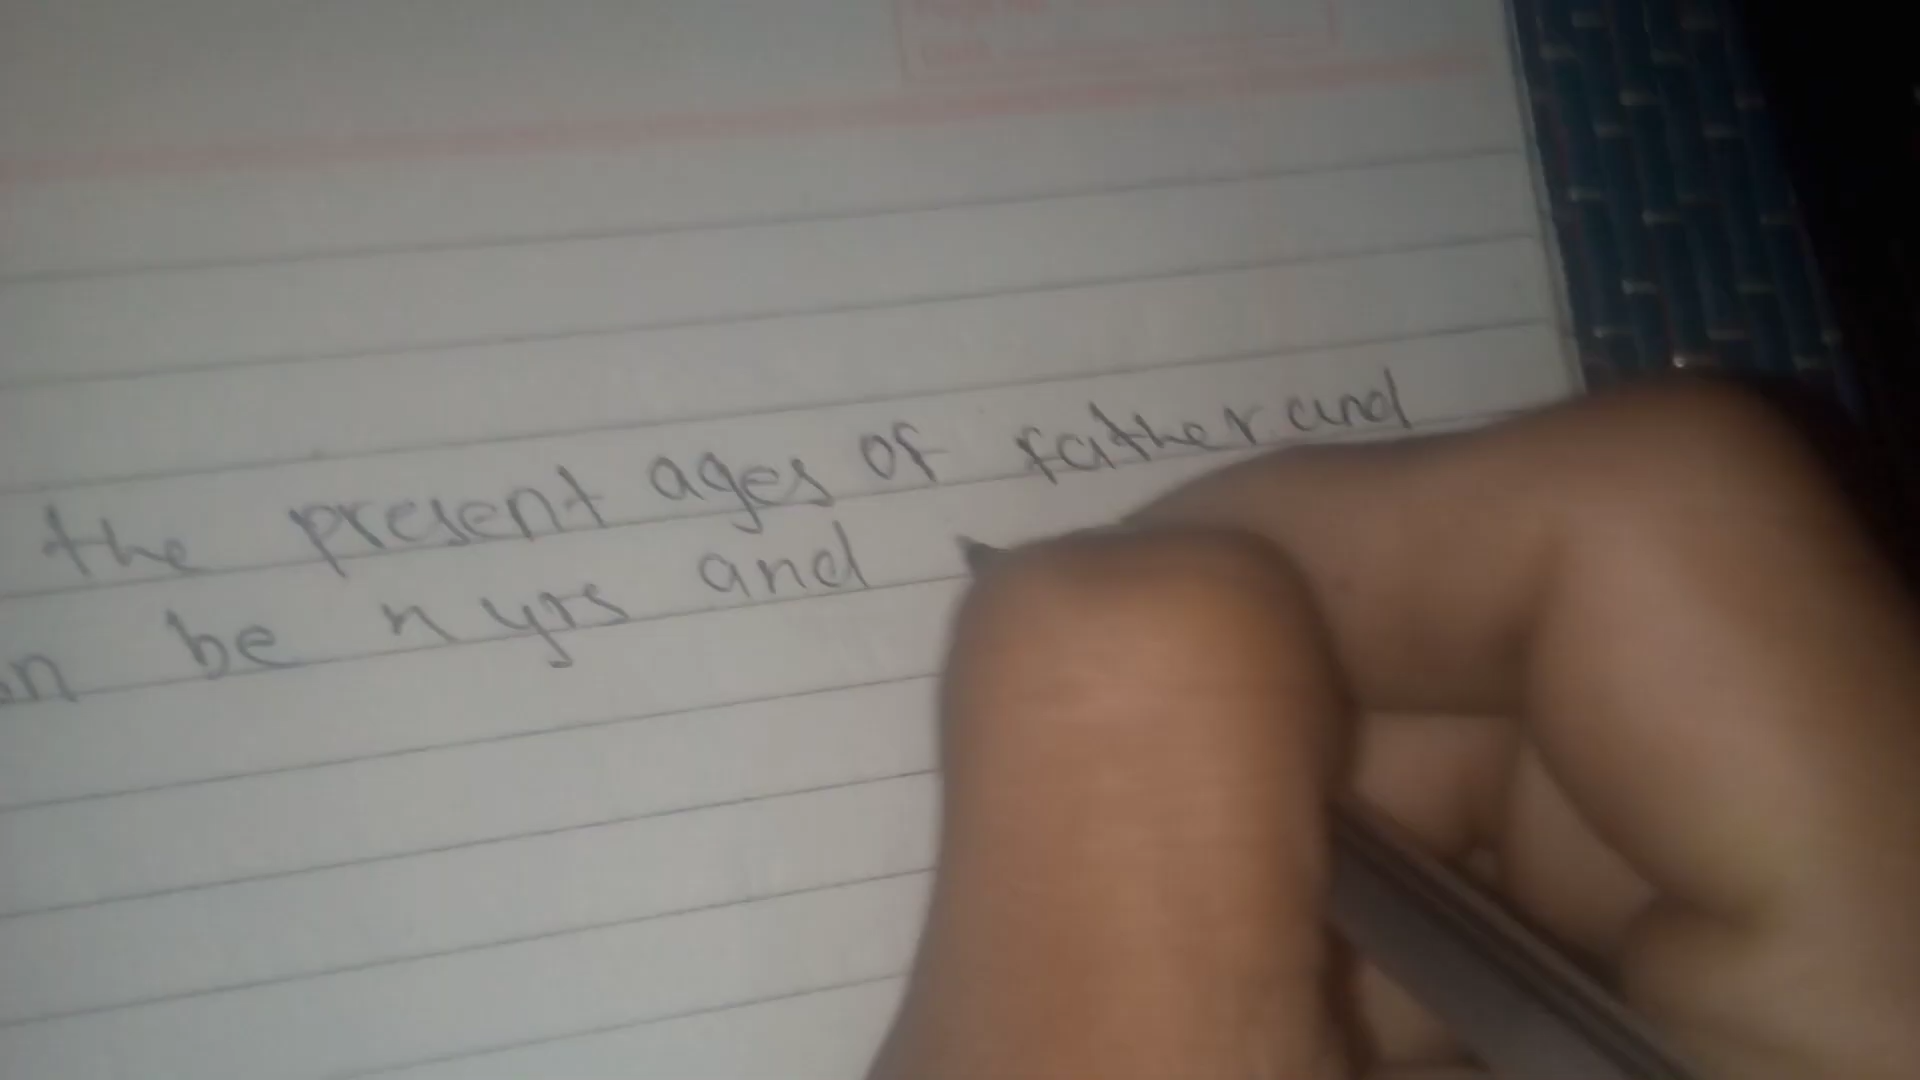 the present ages of father and
be x yrs and